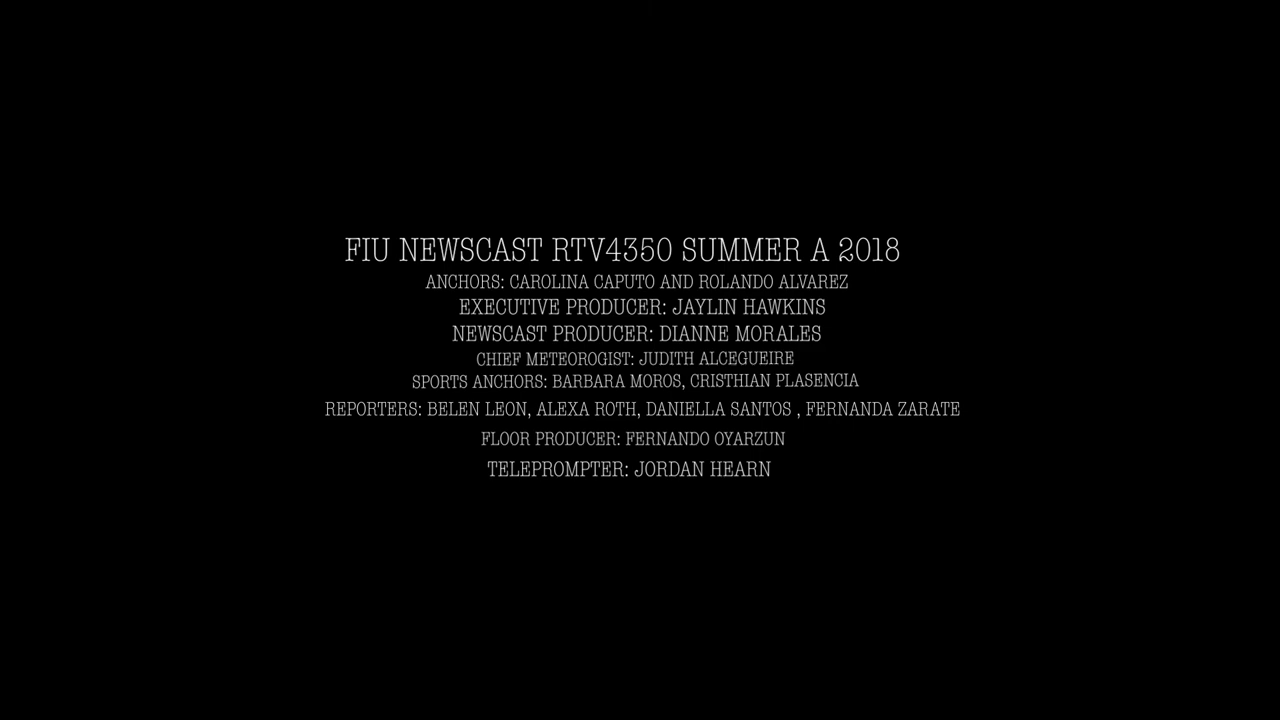 FIU NEWSCAST RTV4350 SUMMER A 2018
ANCHORS: CAROLINA CAPUTO AND ROLANDO ALVAREZ
EXECUTIVE PRODUCER: JAYLIN HAWKINS
NEWSCAST PRODUCER: DIANNE MORALES
CHIEF METEOROGIST: JUDITH ALCEGUEIRE
SPORTS ANCHORS: BARBARA MOROS, CRISTHIAN PLASENCIA
REPORTERS: BELEN LEON, ALEXA ROTH, DANIELLA SANTOS , FERNANDA ZARATE
FLOOR PRODUCER: FERNANDO OYARZUN
TELEPROMPTER: JORDAN HEARN